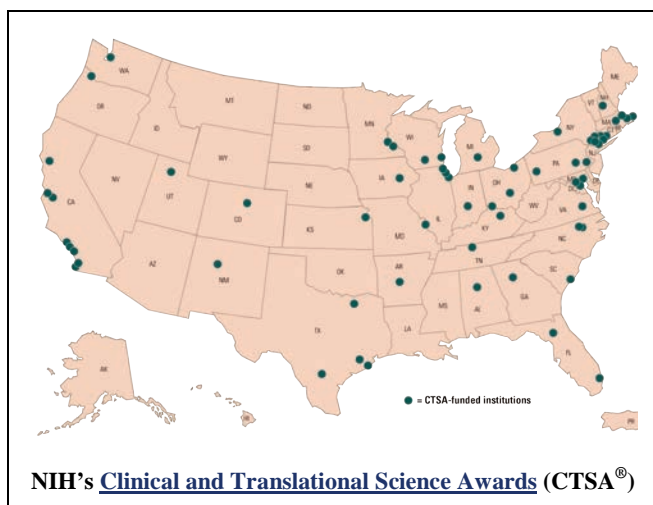 WA
ME
MT
ND
VT
NH
OR
MN
ID
SD
WI
NY
MA
WY
MI
IA
PA
NJ
NE
NV
OH
UT
IL
IN
CA
CO
WV
VA
KS
MO
KY
NC
TN
AZ
NM
OK
AR
SC
MS
AL
GA
TX
LA
FL
AK
HI
PR
= CTSA-funded institutions
NIH's Clinical and Translational Science Awards (CTSA®)